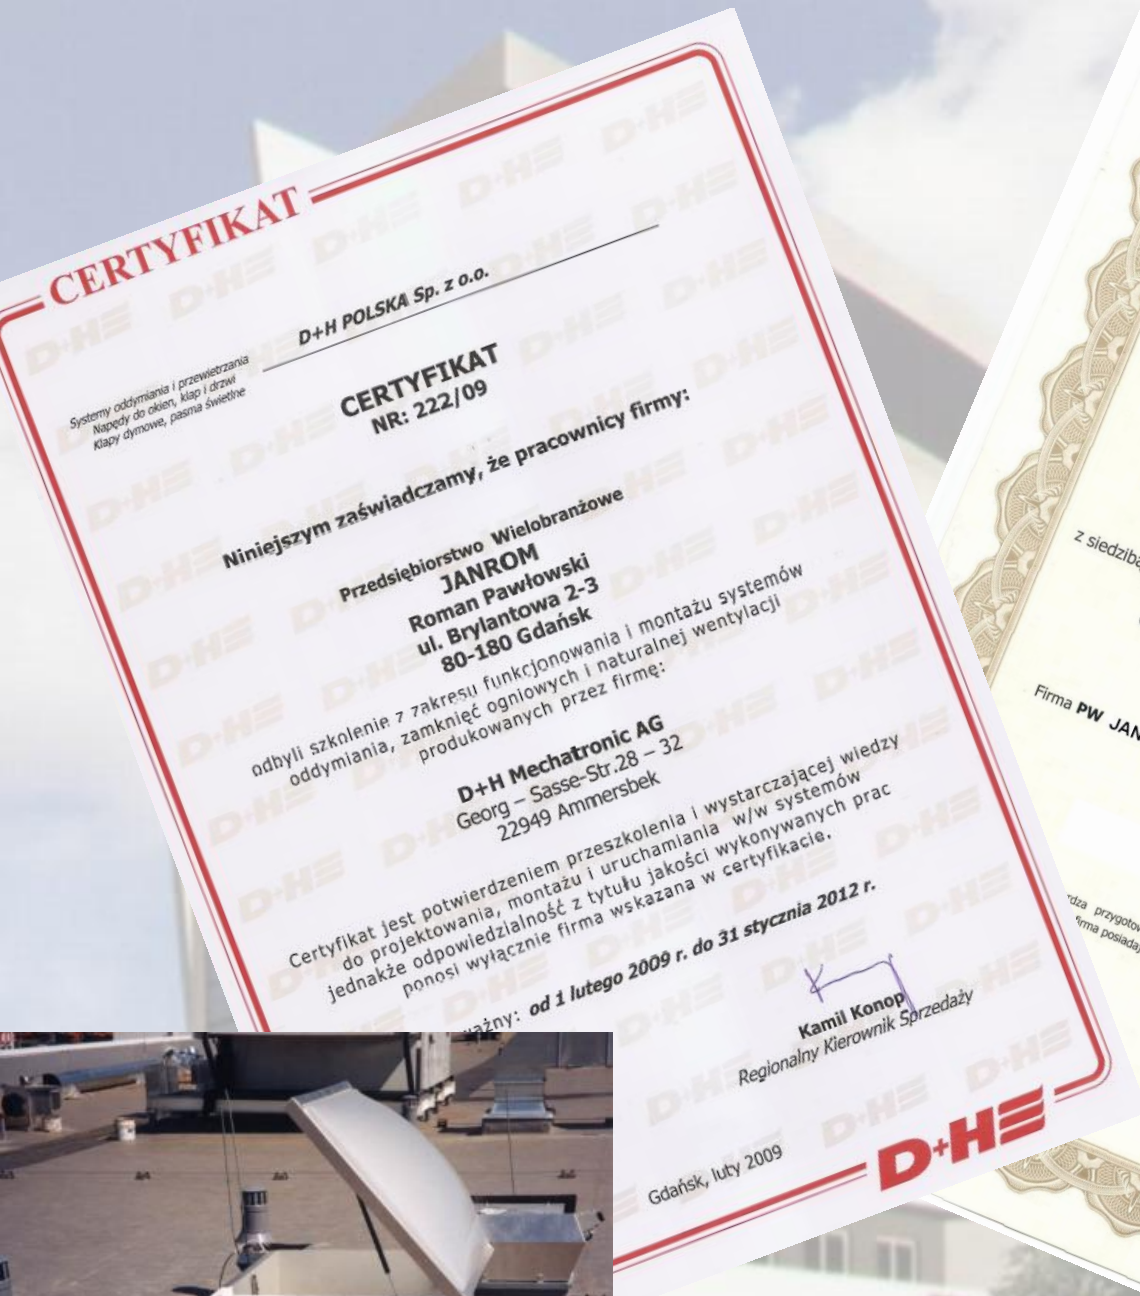 CERTYFIKAT
D+H POLSKA Sp. z o.o.
Systemy oddymiania i przewietrzania
Napędy do okien, klap i drzwi
Klapy dymowe, pasma świetlne
CERTYFIKAT
NR: 222/09
Niniejszym zaświadczamy, że pracownicy firmy:
Przedsiębiorstwo Wielobranżowe
JANROM
Roman Pawłowski
ul. Brylantowa 2-3
80-180 Gdańsk
odbyli szkolenie z zakresu funkcjonowania i montażu systemów
oddymiania, zamknięć ogniowych i naturalnej wentylacji
produkowanych przez firmę:
D+H Mechatronic AG
Georg – Sasse-Str.28 – 32
22949 Ammersbek
Certyfikat jest potwierdzeniem przeszkolenia i wystarczającej wiedzy
do projektowania, montażu i uruchamiania w/w systemów
jednakże odpowiedzialność z tytułu jakości wykonywanych prac
ponosi wyłącznie firma wskazana w certyfikacie.
ważny: od 1 lutego 2009 r. do 31 stycznia 2012 r.
Kamil Konop
Regionalny Kierownik Sprzedaży
Gdańsk, luty 2009
D+H
z siedzibą
Firma PW JAN
rdza przygotow
firma posiada